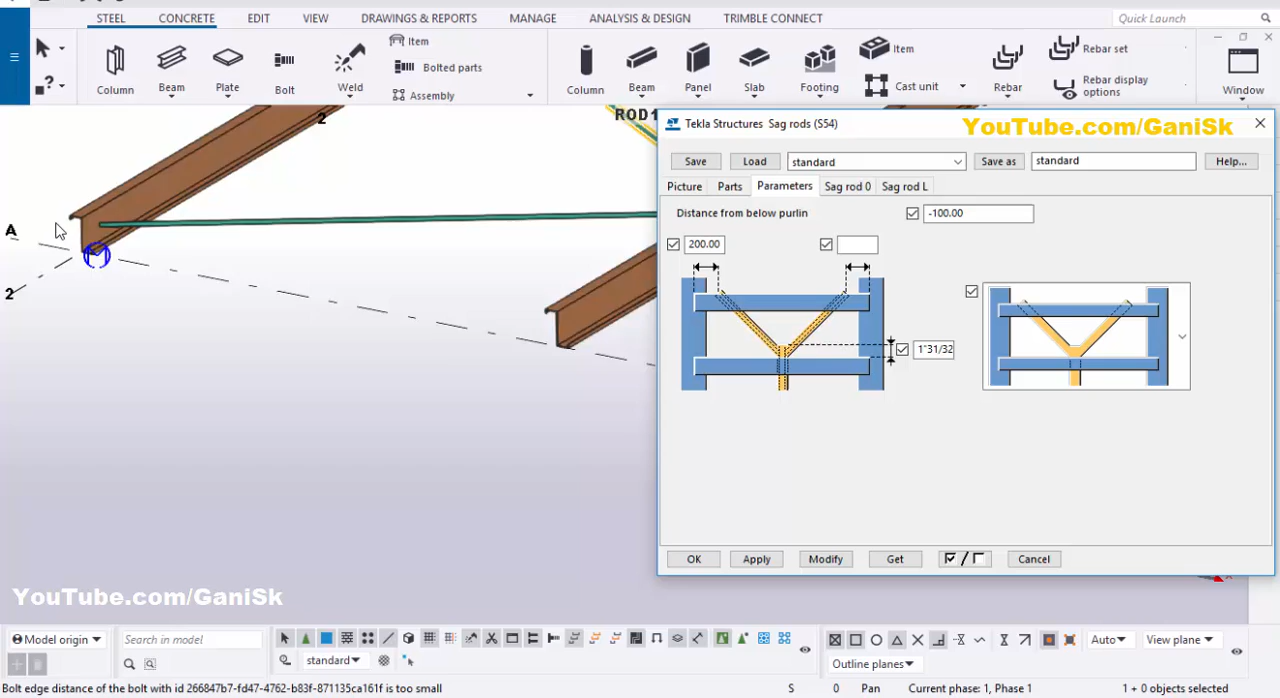 STEEL CONCRETE EDIT VIEW DRAWINGS & REPORTS MANAGE ANALYSIS & DESIGN TRIMBLE CONNECT Quick Launch
Item
Bolted parts
Assembly
Column Beam Plate Bolt Weld
Column Beam Panel Slab Footing
Item
Cast unit
Rebar
Rebar set
Rebar display
options
Window
2
ROD1
A
2
Tekla Structures Sag rods (S54)
YouTube.com/GaniSk
Save Load standard Save as standard Help...
Picture Parts Parameters Sag rod 0 Sag rod L
Distance from below purlin -100.00
200.00
1"31/32
OK Apply Modify Get / Cancel
YouTube.com/GaniSk
Model origin Search in model
standard
Auto View plane
Outline planes
Bolt edge distance of the bolt with id 266847b7-fd47-4762-b83f-871135ca161f is too small S 0 Pan Current phase: 1, Phase 1 1 + 0 objects selected